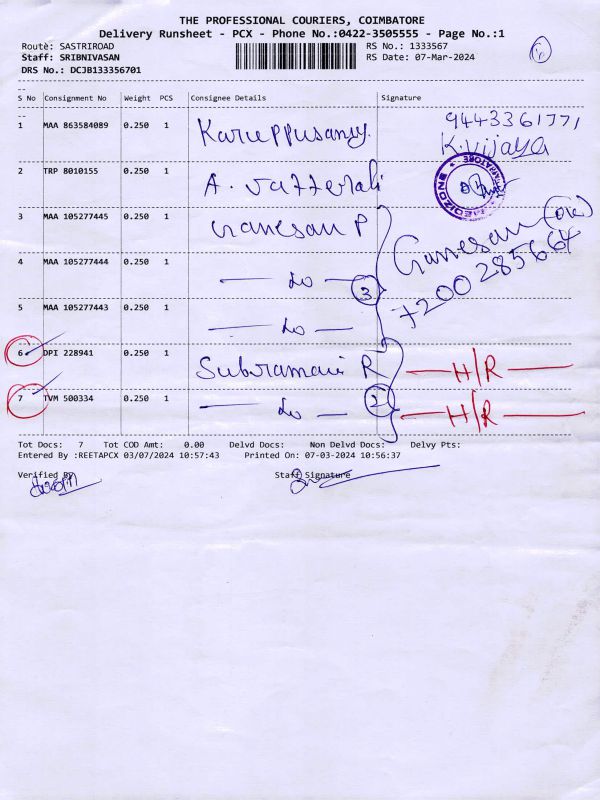 THE PROFESSIONAL COURIERS, COIMBATORE
Delivery Runsheet - PCX - Phone No.:0422-3505555 - Page No.:1
Route: SASTRIROAD RS No.: 1333567
Staff: SRIBNIVASAN RS Date: 07-Mar-2024
DRS No.: DCJB133356701
S No Consignment No Weight PCS Consignee Details Signature
1 MAA 863584089 0.250 1 Karuppusamy 9443361771
K. Vijaya
2 TRP 8010155 0.250 1 A.
3 MAA 105277445 0.250 1 Ganesan P Ganesan
4 MAA 105277444 0.250 1 — do — 3 7200285664
5 MAA 105277443 0.250 1 — do —
6 DPI 228941 0.250 1 Subramani R — H/R —
7 TVM 500334 0.250 1 — do — 2 — H/R —
Tot Docs: 7 Tot COD Amt: 0.00 Delvd Docs: Non Delvd Docs: Delvy Pts:
Entered By :REETAPCX 03/07/2024 10:57:43 Printed On: 07-03-2024 10:56:37
Verified By Staff Signature